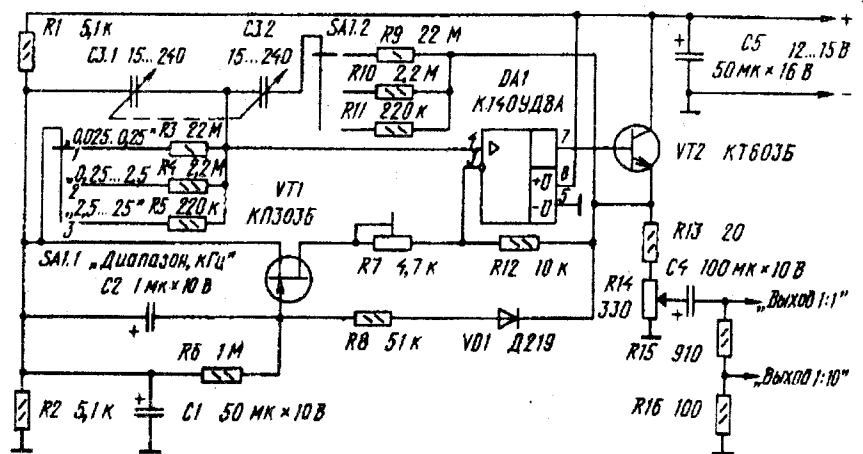 R1 5,1к
C3.1 15...240
C3.2 15...240
SA1.2
R9 22 М
R10 2,2 М
R11 220 к
DA1
К140УД8А
C5
50 мк × 16 В
12...15 В
+
−
„0,025...0,25" R3 22 М
1
„0,25...2,5 R4 2,2 М
2
„2,5...25" R5 220 к
3
SA1.1 „Диапазон, кГц"
VT1
КП303Б
4
7
+U 8
−U 5
VT2 КТ603Б
R7 4,7 к
R12 10 к
R13 20
C4 100 мк × 10 В
R14
330
„Выход 1:1"
C2 1 мк × 10 В
R8 51 к
VD1 Д219
R15 910
„Выход 1:10"
R6 1 М
R2 5,1 к
C1 50 мк × 10 В
R16 100